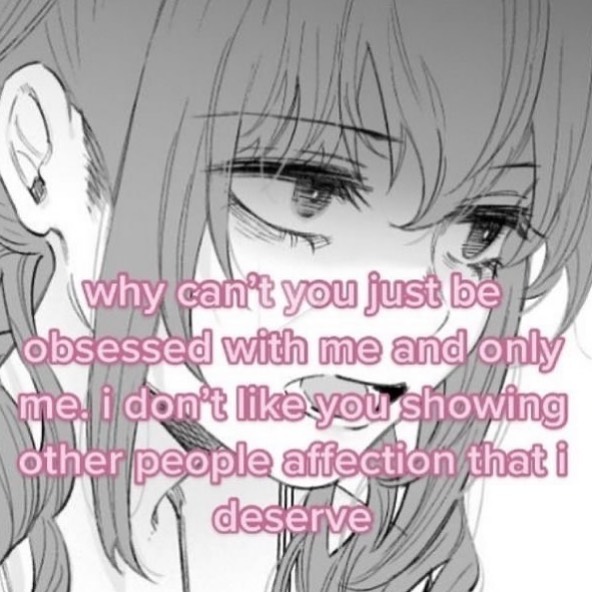 why can't you just be
obsessed with me and only
me. i don't like you showing
other people affection that i
deserve